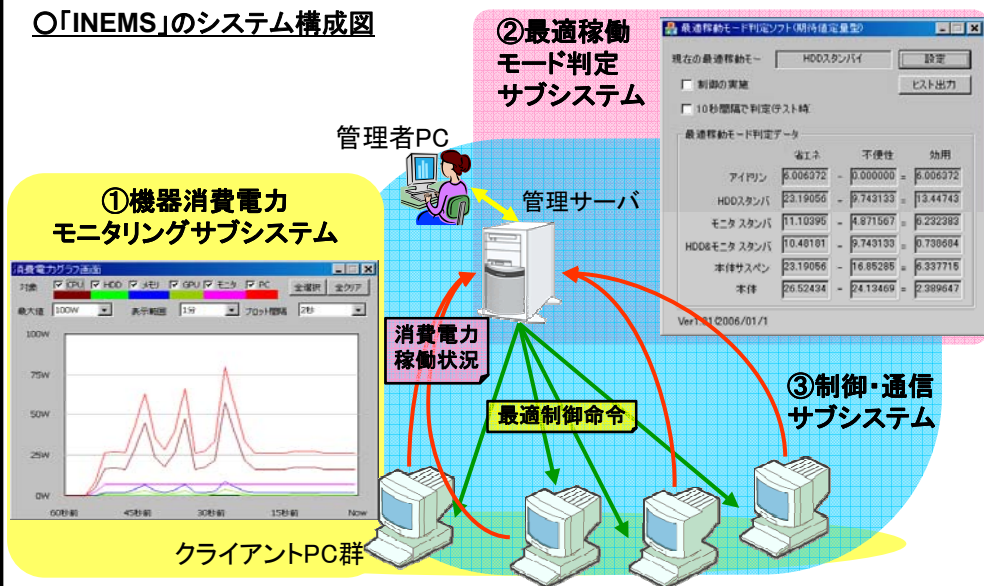 〇「INEMS」のシステム構成図
②最適稼働
モード判定
サブシステム
最適稼動モード判定ソフト(期待値定量型)
現在の最適稼動モー HDDスタンバイ 設定
制御の実施 ヒスト出力
10秒間隔で判定(テスト時)
最適稼動モード判定データ
省エネ 不便性 効用
アイドリン 6.006372 - 0.000000 = 6.006372
HDDスタンバ 23.19056 - 9.743133 = 13.44743
モニタ スタンバ 11.10395 - 4.871567 = 6.232383
HDD&モニタ スタンバ 10.48181 - 9.743133 = 0.738684
本体サスペン 23.19056 - 16.85285 = 6.337715
本体 26.52434 - 24.13469 = 2.389647
Ver1.01/2006/01/1
管理者PC
管理サーバ
①機器消費電力
モニタリングサブシステム
消費電力グラフ画面
対象 CPU HDD メモリ GPU モニタ PC 全選択 全クリア
最大値 100W 表示範囲 1分 プロット間隔 2秒
100W
75W
50W
25W
0W
60秒前 45秒前 30秒前 15秒前 Now
消費電力
稼働状況
最適制御命令
③制御・通信
サブシステム
クライアントPC群